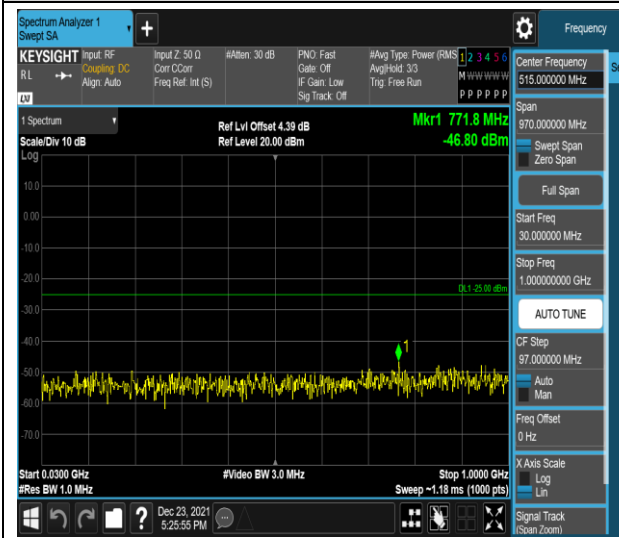 Spectrum Analyzer 1
Swept SA
Frequency
KEYSIGHT
RL
Input: RF
Coupling: DC
Align: Auto
Input Z: 50 Ω
Corr CCorr
Freq Ref: Int (S)
#Atten: 30 dB
PNO: Fast
Gate: Off
IF Gain: Low
Sig Track: Off
#Avg Type: Power (RMS
Avg|Hold: 3/3
Trig: Free Run
1 2 3 4 5 6
M W W W W W
P P P P P P
1 Spectrum
Scale/Div 10 dB
Log
Ref Lvl Offset 4.39 dB
Ref Level 20.00 dBm
Mkr1 771.8 MHz
-46.80 dBm
10.0
0.00
-10.0
-20.0
DL1 -25.00 dBm
-30.0
-40.0
1
-50.0
-60.0
-70.0
Start 0.0300 GHz
#Res BW 1.0 MHz
#Video BW 3.0 MHz
Stop 1.0000 GHz
Sweep ~1.18 ms (1000 pts)
Dec 23, 2021
5:25:55 PM
?
Center Frequency
515.000000 MHz
Span
970.000000 MHz
Swept Span
Zero Span
Full Span
Start Freq
30.000000 MHz
Stop Freq
1.00000000 GHz
AUTO TUNE
CF Step
97.000000 MHz
Auto
Man
Freq Offset
0 Hz
X Axis Scale
Log
Lin
Signal Track
(Span Zoom)